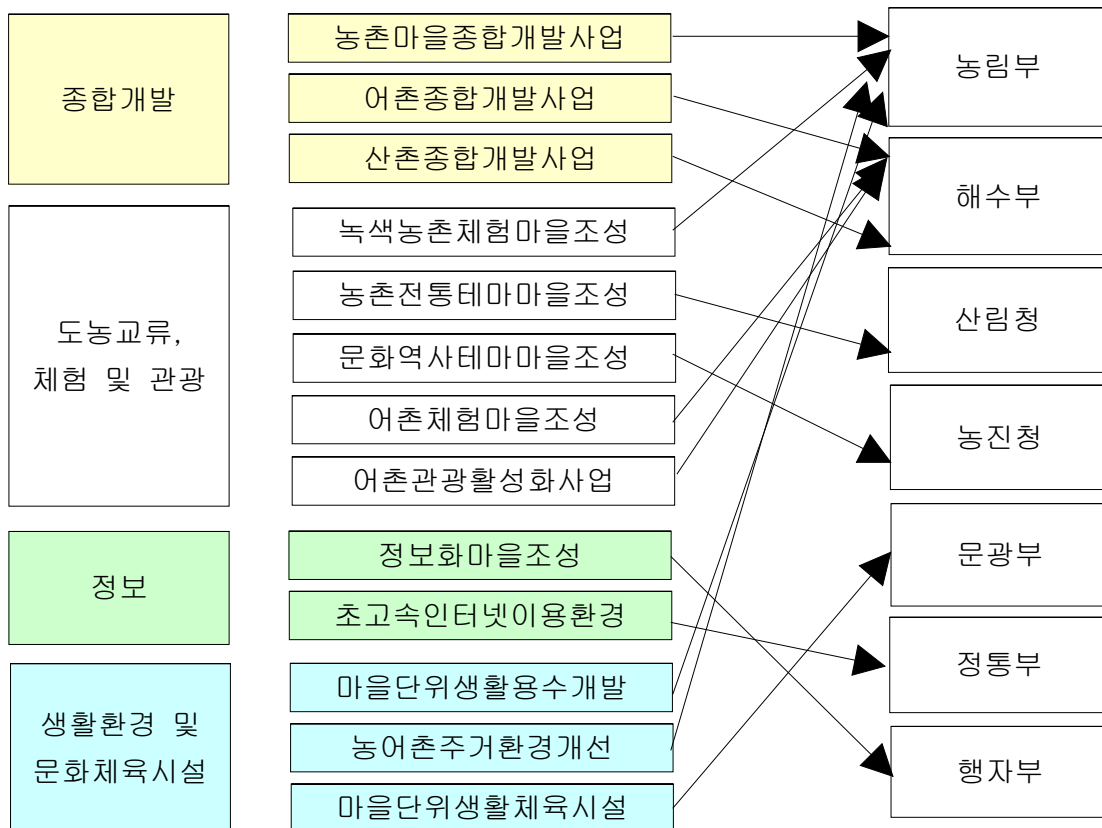 종합개발
농촌마을종합개발사업
어촌종합개발사업
산촌종합개발사업
도농교류,
체험 및 관광
녹색농촌체험마을조성
농촌전통테마마을조성
문화역사테마마을조성
어촌체험마을조성
어촌관광활성화사업
정보
정보화마을조성
초고속인터넷이용환경
생활환경 및
문화체육시설
마을단위생활용수개발
농어촌주거환경개선
마을단위생활체육시설
농림부
해수부
산림청
농진청
문광부
정통부
행자부